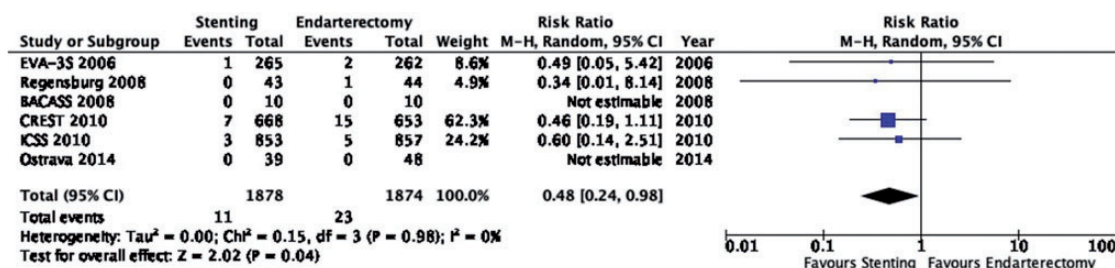 Stenting Endarterectomy Risk Ratio Risk Ratio
Study or Subgroup Events Total Events Total Weight M-H, Random, 95% CI Year M-H, Random, 95% CI
EVA-3S 2006 1 265 2 262 8.6% 0.49 [0.05, 5.42] 2006
Regensburg 2008 0 43 1 44 4.9% 0.34 [0.01, 8.14] 2008
BACASS 2008 0 10 0 10 Not estimable 2008
CREST 2010 7 668 15 653 62.3% 0.46 [0.19, 1.11] 2010
ICSS 2010 3 853 5 857 24.2% 0.60 [0.14, 2.51] 2010
Ostrava 2014 0 39 0 48 Not estimable 2014
Total (95% CI) 1878 1874 100.0% 0.48 [0.24, 0.98]
Total events 11 23
Heterogeneity: Tau² = 0.00; Chi² = 0.15, df = 3 (P = 0.98); I² = 0%
Test for overall effect: Z = 2.02 (P = 0.04)
0.01 0.1 1 10 100
Favours Stenting Favours Endarterectomy